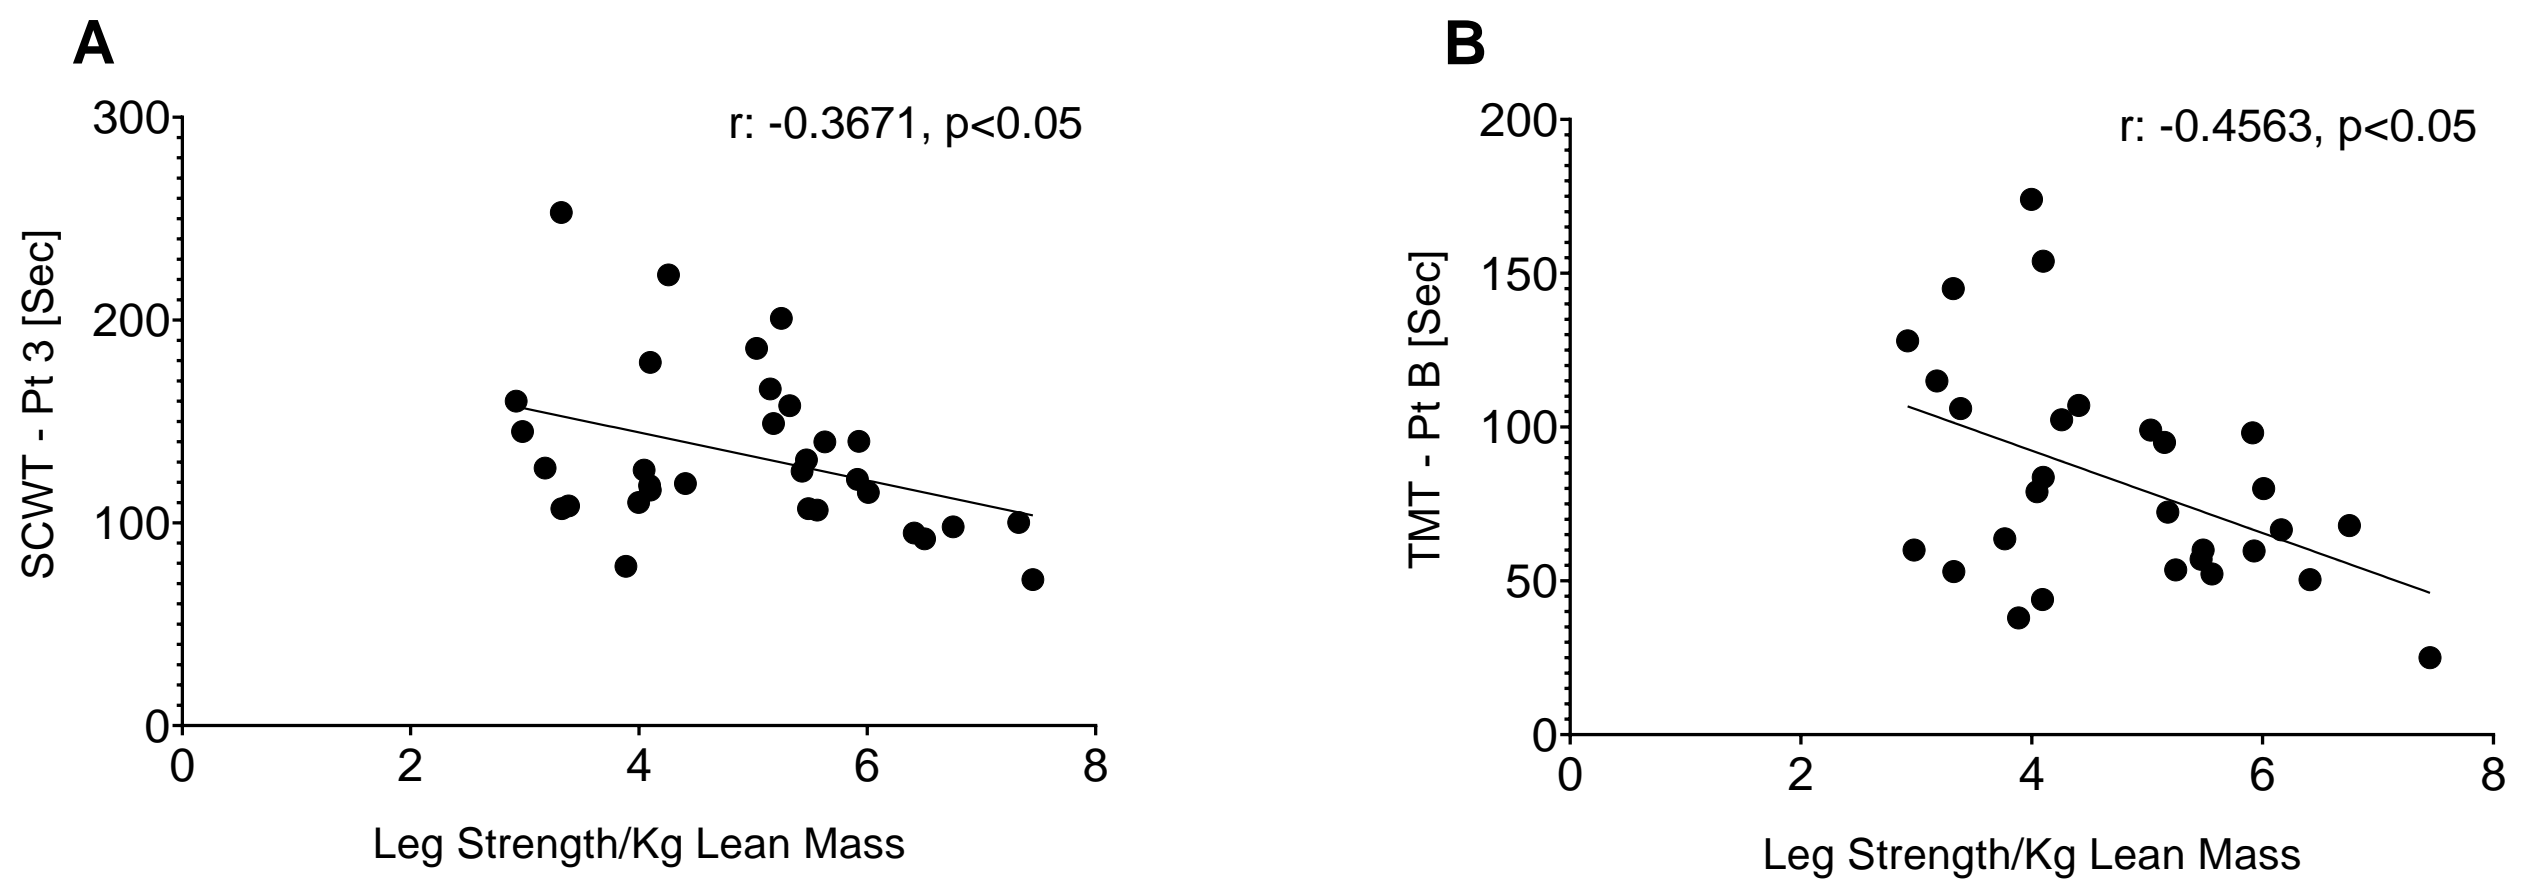 A
r: -0.3671, p<0.05
SCWT - Pt 3 [Sec]
300
200
100
0
0 2 4 6 8
Leg Strength/Kg Lean Mass
B
r: -0.4563, p<0.05
TMT - Pt B [Sec]
200
150
100
50
0
0 2 4 6 8
Leg Strength/Kg Lean Mass